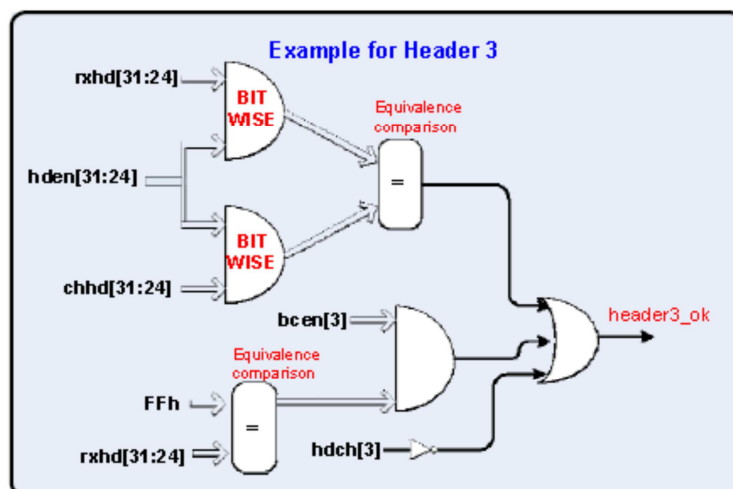 Example for Header 3
rxhd[31:24]
BIT
WISE
Equivalence
comparison
hden[31:24]
=
BIT
WISE
chhd[31:24]
bcen[3]
header3_ok
Equivalence
comparison
FFh
=
rxhd[31:24]
hdch[3]